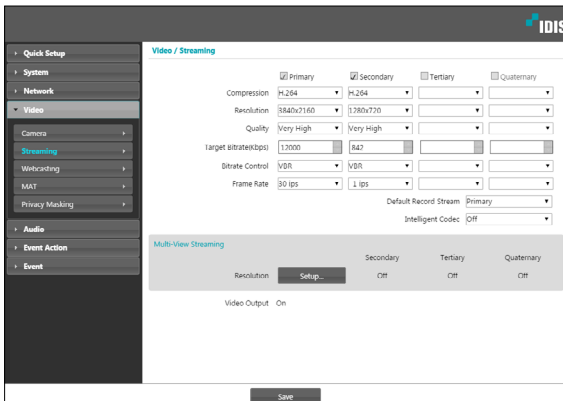 IDIS
Quick Setup
System
Network
Video
Camera
Streaming
Webcasting
MAT
Privacy Masking
Audio
Event Action
Event
Video / Streaming
Primary Secondary Tertiary Quaternary
Compression H.264 H.264
Resolution 3840x2160 1280x720
Quality Very High Very High
Target Bitrate(Kbps) 12000 842
Bitrate Control VBR VBR
Frame Rate 30 ips 1 ips
Default Record Stream Primary
Intelligent Codec Off
Multi-View Streaming
Secondary Tertiary Quaternary
Resolution Setup... Off Off Off
Video Output On
Save